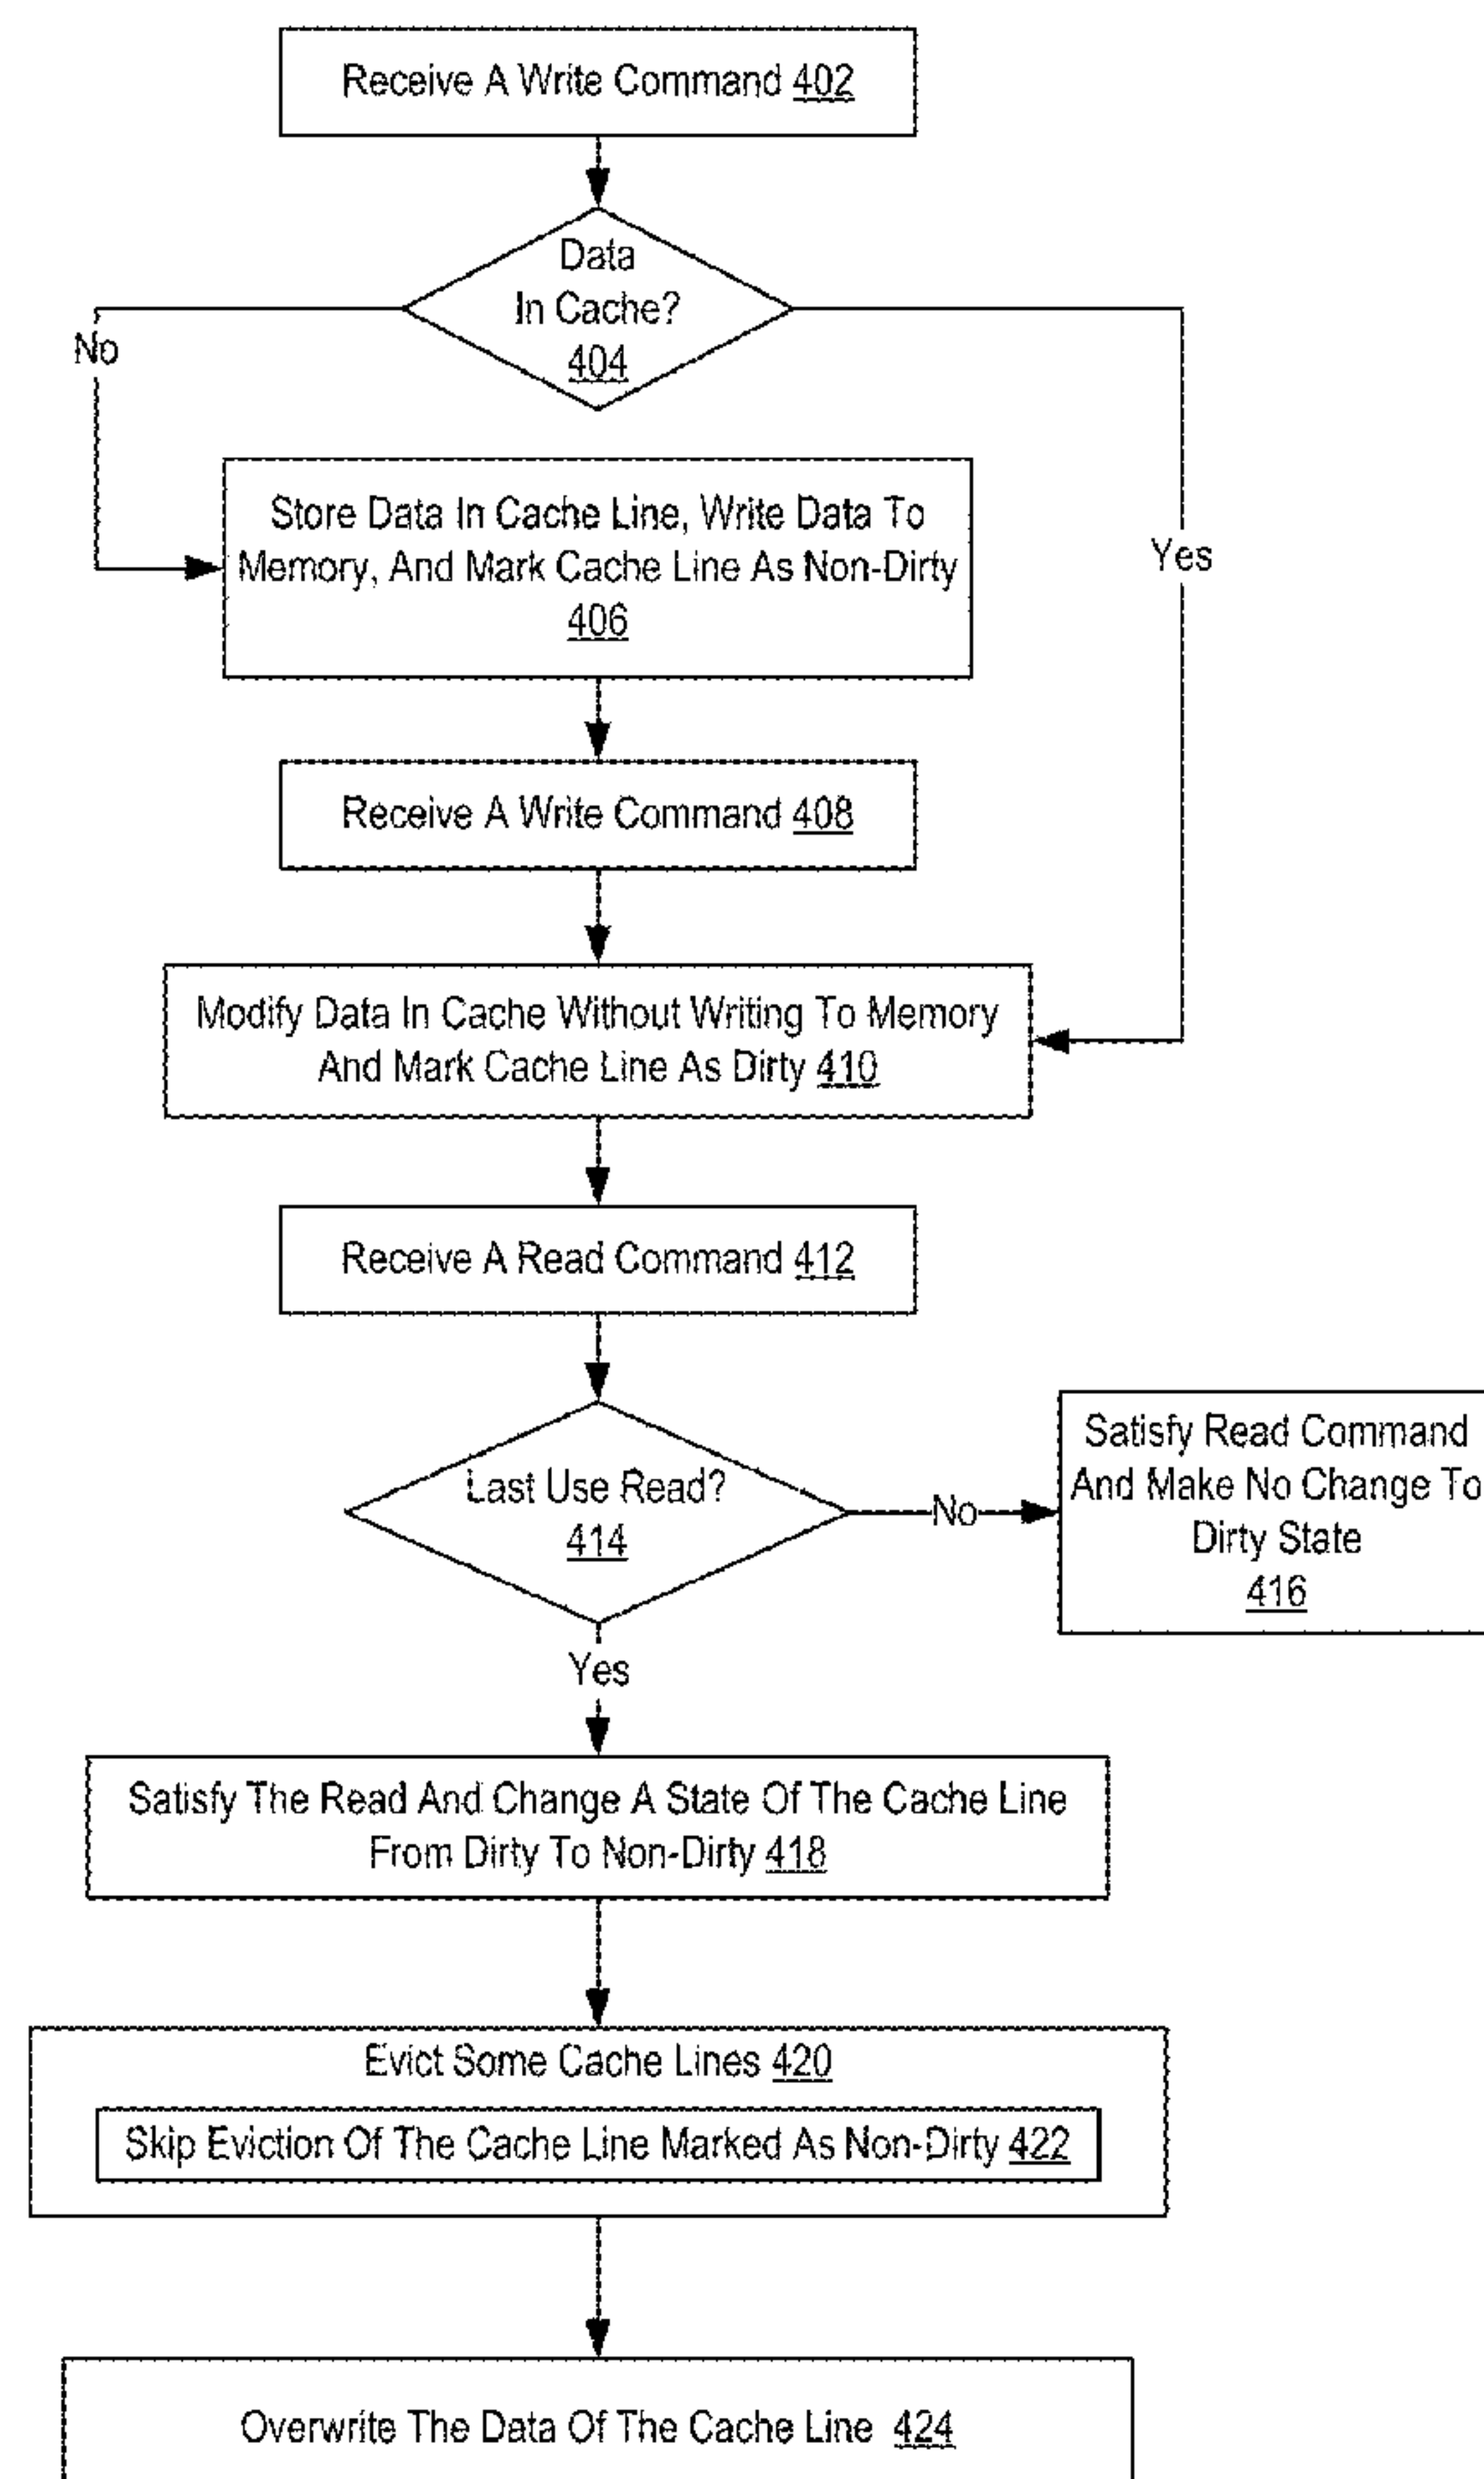 Receive A Write Command 402
Data
In Cache?
404
No
Yes
Store Data In Cache Line, Write Data To
Memory, And Mark Cache Line As Non-Dirty
406
Receive A Write Command 408
Modify Data In Cache Without Writing To Memory
And Mark Cache Line As Dirty 410
Receive A Read Command 412
Last Use Read?
414
No
Satisfy Read Command
And Make No Change To
Dirty State
416
Yes
Satisfy The Read And Change A State Of The Cache Line
From Dirty To Non-Dirty 418
Evict Some Cache Lines 420
Skip Eviction Of The Cache Line Marked As Non-Dirty 422
Overwrite The Data Of The Cache Line 424